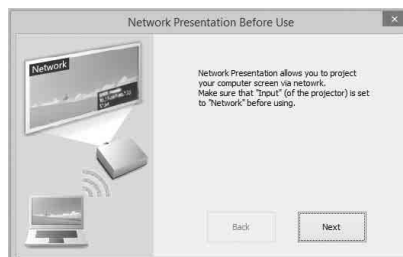 Network Presentation Before Use
Network
Network Presentation allows you to project
your computer screen via netowrk.
Make sure that "Input" (of the projector) is set
to "Network" before using.
Back
Next